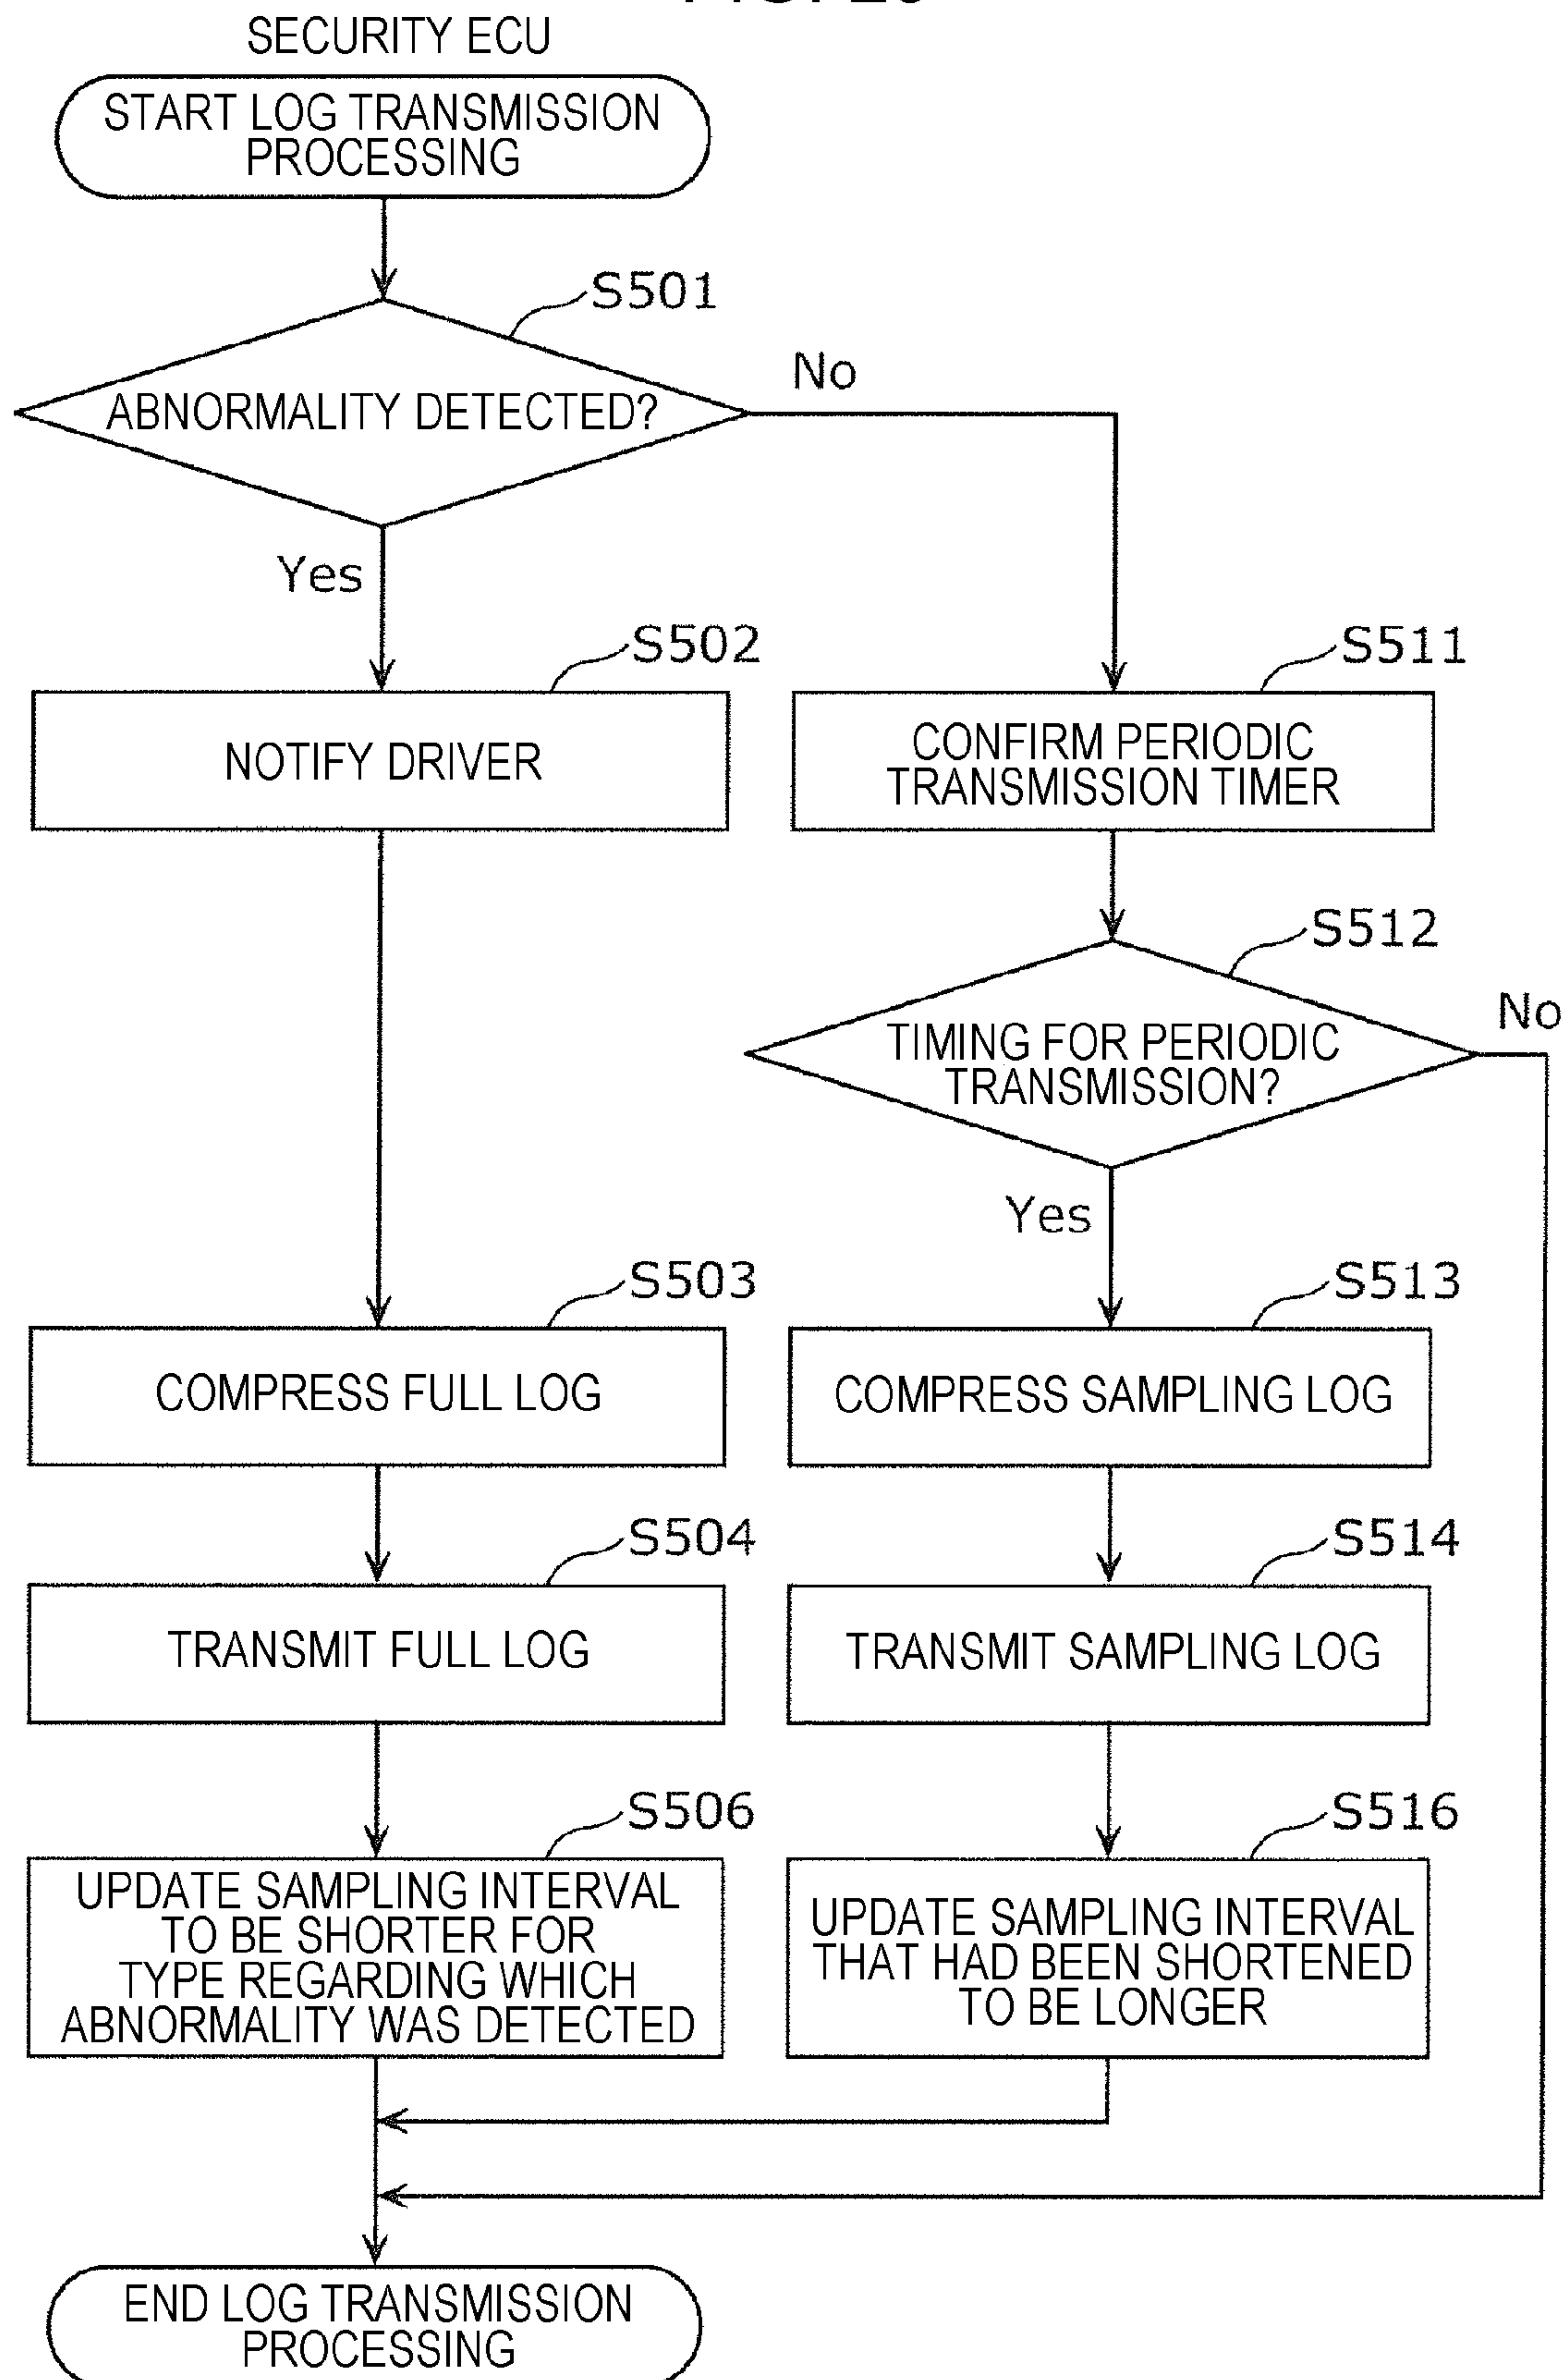 SECURITY ECU
START LOG TRANSMISSION
PROCESSING
S501
ABNORMALITY DETECTED?
No
Yes
S502
NOTIFY DRIVER
S511
CONFIRM PERIODIC
TRANSMISSION TIMER
S512
TIMING FOR PERIODIC
TRANSMISSION?
No
Yes
S503
COMPRESS FULL LOG
S513
COMPRESS SAMPLING LOG
S504
TRANSMIT FULL LOG
S514
TRANSMIT SAMPLING LOG
S506
UPDATE SAMPLING INTERVAL
TO BE SHORTER FOR
TYPE REGARDING WHICH
ABNORMALITY WAS DETECTED
S516
UPDATE SAMPLING INTERVAL
THAT HAD BEEN SHORTENED
TO BE LONGER
END LOG TRANSMISSION
PROCESSING